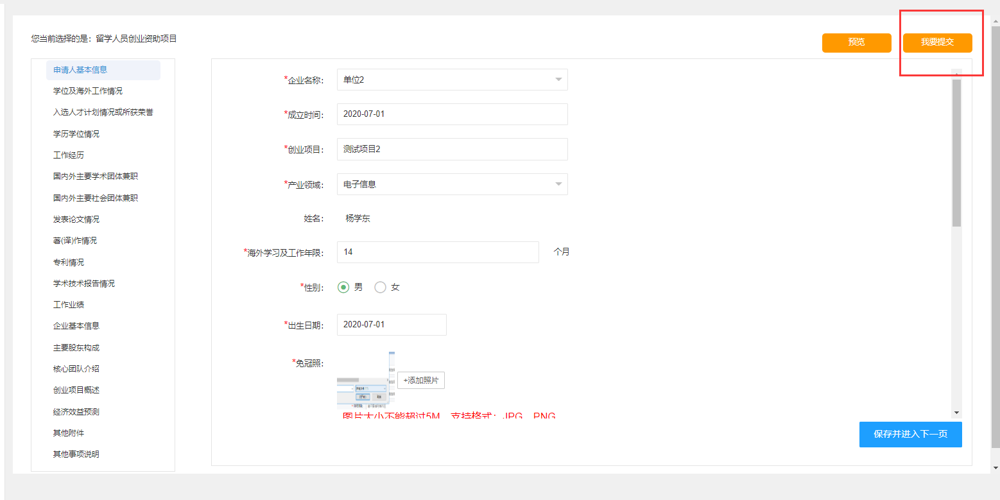 您当前选择的是：留学人员创业资助项目
预览
我要提交
申请人基本信息
学位及海外工作情况
入选人才计划情况或所获荣誉
学历学位情况
工作经历
国内外主要学术团体兼职
国内外主要社会团体兼职
发表论文情况
著(译)作情况
专利情况
学术技术报告情况
工作业绩
企业基本信息
主要股东构成
核心团队介绍
创业项目概述
经济效益预测
其他附件
其他事项说明
*企业名称： 单位2
*成立时间： 2020-07-01
*创业项目： 测试项目2
*产业领域： 电子信息
姓名： 杨学东
*海外学习及工作年限： 14 个月
*性别： 男 女
*出生日期： 2020-07-01
*免冠照：
+添加照片
图片大小不能超过5M，支持格式：JPG、PNG
保存并进入下一页